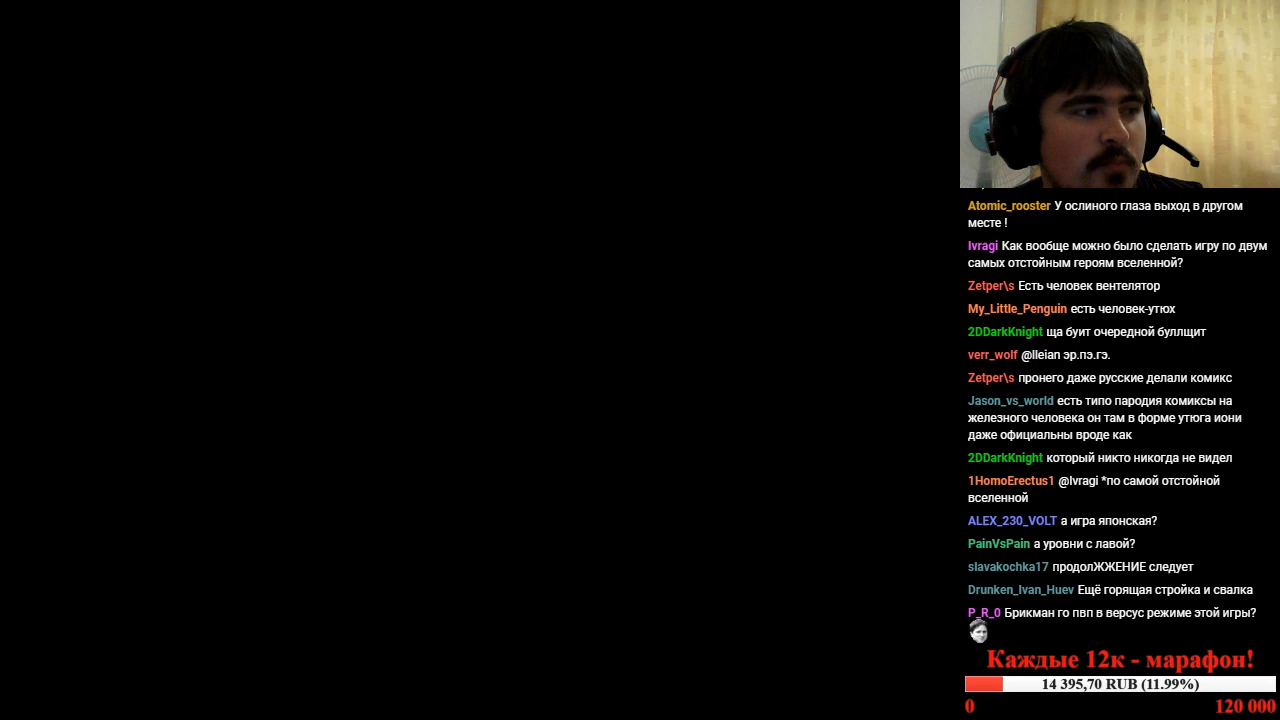 Atomic_rooster У ослиного глаза выход в другом
месте !
Ivragi Как вообще можно было сделать игру по двум
самых отстойным героям вселенной?
Zetper\s Есть человек вентелятор
My_Little_Penguin есть человек-утюх
2DDarkKnight ща буит очередной буллщит
verr_wolf @lleian эр.пэ.гэ.
Zetper\s пронего даже русские делали комикс
Jason_vs_world есть типо пародия комиксы на
железного человека он там в форме утюга иони
даже официальны вроде как
2DDarkKnight который никто никогда не видел
1HomoErectus1 @Ivragi *по самой отстойной
вселенной
ALEX_230_VOLT а игра японская?
PainVsPain а уровни с лавой?
slavakochka17 продолЖЖЕНИЕ следует
Drunken_Ivan_Huev Ещё горящая стройка и свалка
P_R_0 Брикман го пвп в версус режиме этой игры?
Каждые 12к - марафон!
14 395,70 RUB (11.99%)
0 120 000